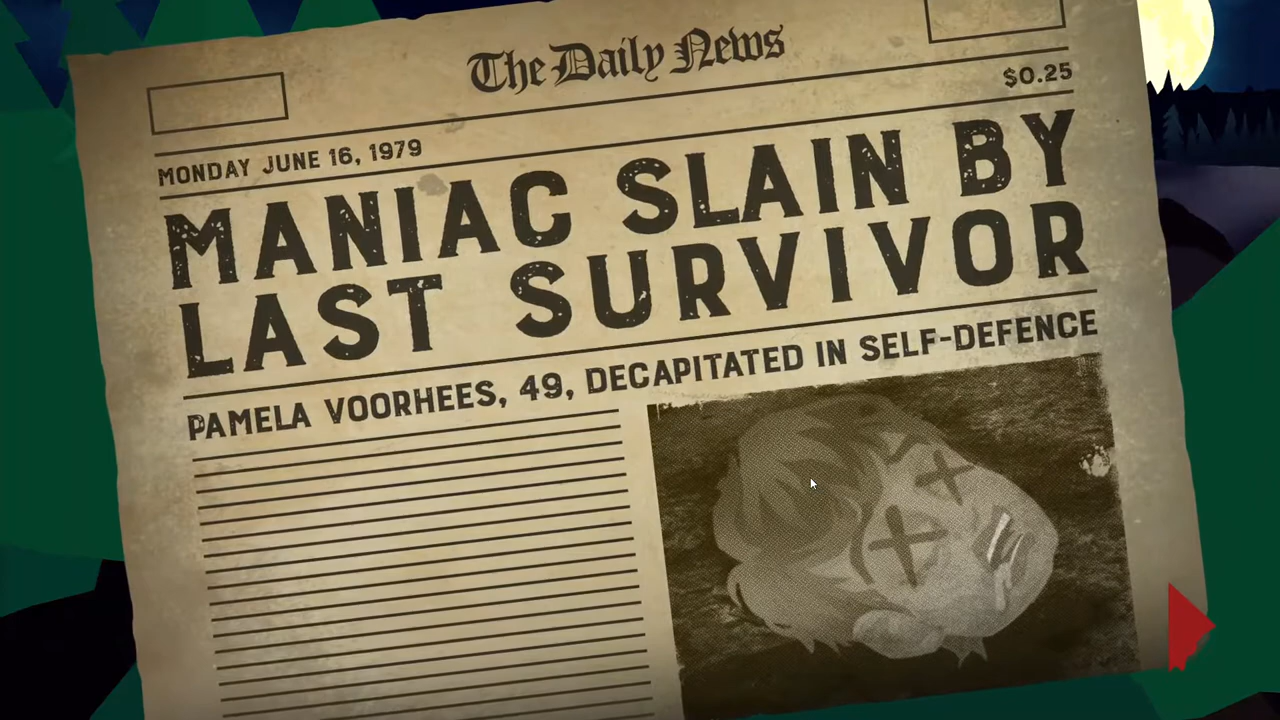 The Daily News
$0.25
MONDAY JUNE 16, 1979
MANIAC SLAIN BY
LAST SURVIVOR
PAMELA VOORHEES, 49, DECAPITATED IN SELF-DEFENCE